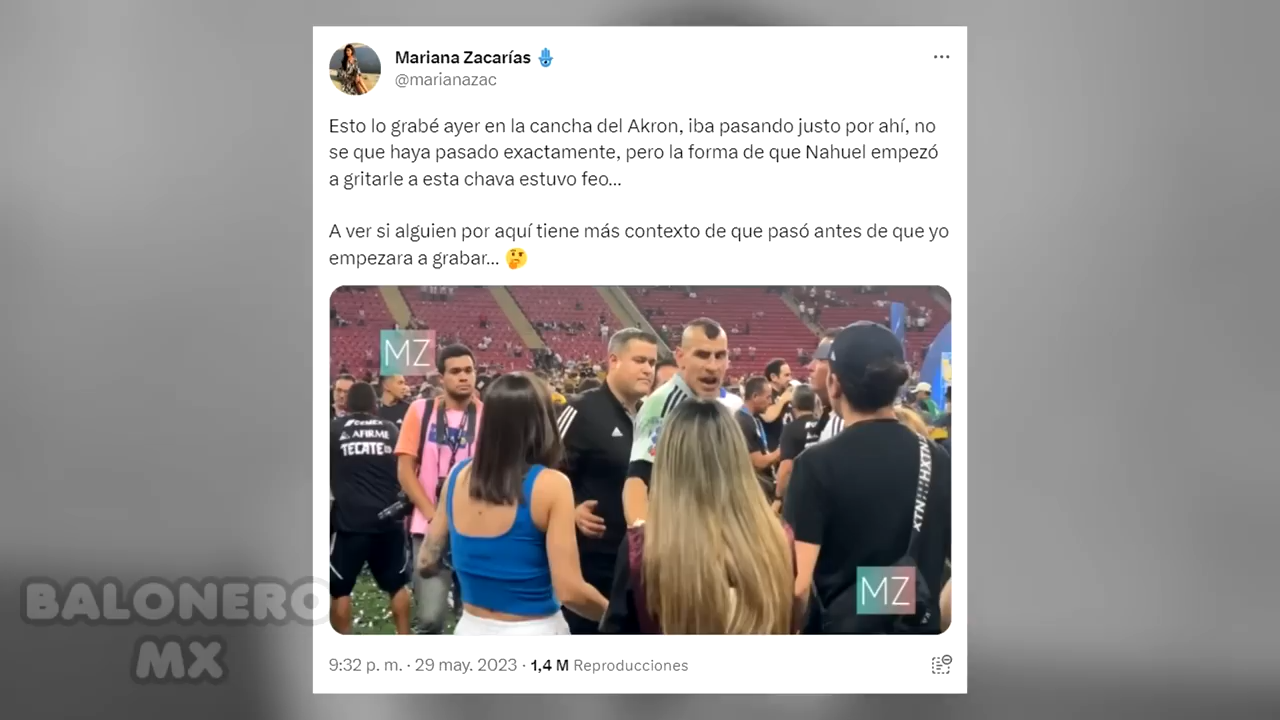 Mariana Zacarías
@marianazac
Esto lo grabé ayer en la cancha del Akron, iba pasando justo por ahí, no
se que haya pasado exactamente, pero la forma de que Nahuel empezó
a gritarle a esta chava estuvo feo...
A ver si alguien por aquí tiene más contexto de que pasó antes de que yo
empezara a grabar... 🤔
MZ
AFIRME
TECATE
HXTN
XTN
MZ
9:32 p. m. · 29 may. 2023 · 1,4 M Reproducciones
BALONERO
MX